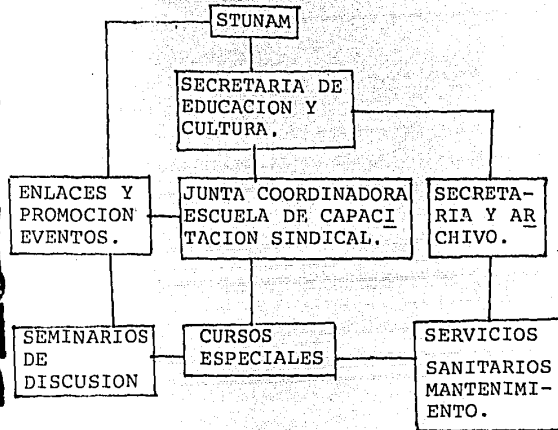 STUNAM
SECRETARIA DE
EDUCACION Y
CULTURA.
ENLACES Y
PROMOCION
EVENTOS.
JUNTA COORDINADORA
ESCUELA DE CAPACI
TACION SINDICAL.
SECRETA-
RIA Y AR
CHIVO.
SEMINARIOS
DE
DISCUSION
CURSOS
ESPECIALES
SERVICIOS
SANITARIOS
MANTENIMI-
ENTO.